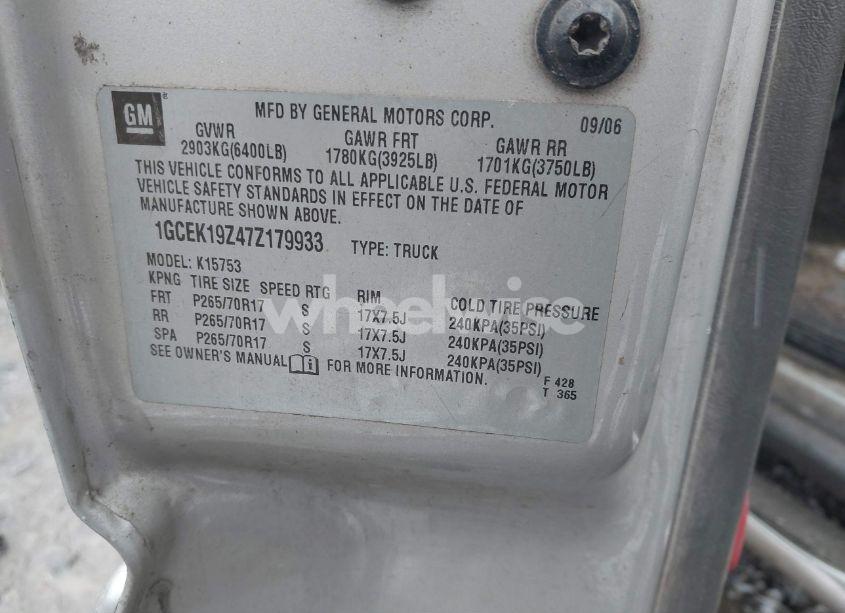 GM ®
MFD BY GENERAL MOTORS CORP. 09/06
GVWR GAWR FRT GAWR RR
2903KG(6400LB) 1780KG(3925LB) 1701KG(3750LB)
THIS VEHICLE CONFORMS TO ALL APPLICABLE U.S. FEDERAL MOTOR
VEHICLE SAFETY STANDARDS IN EFFECT ON THE DATE OF
MANUFACTURE SHOWN ABOVE.
1GCEK19Z47Z179933 TYPE: TRUCK
MODEL: K15753
KPNG TIRE SIZE SPEED RTG RIM COLD TIRE PRESSURE
FRT P265/70R17 S 17X7.5J 240KPA(35PSI)
RR P265/70R17 S 17X7.5J 240KPA(35PSI)
SPA P265/70R17 S 17X7.5J 240KPA(35PSI)
SEE OWNER'S MANUAL i FOR MORE INFORMATION.
F 428
T 365
wheelwise